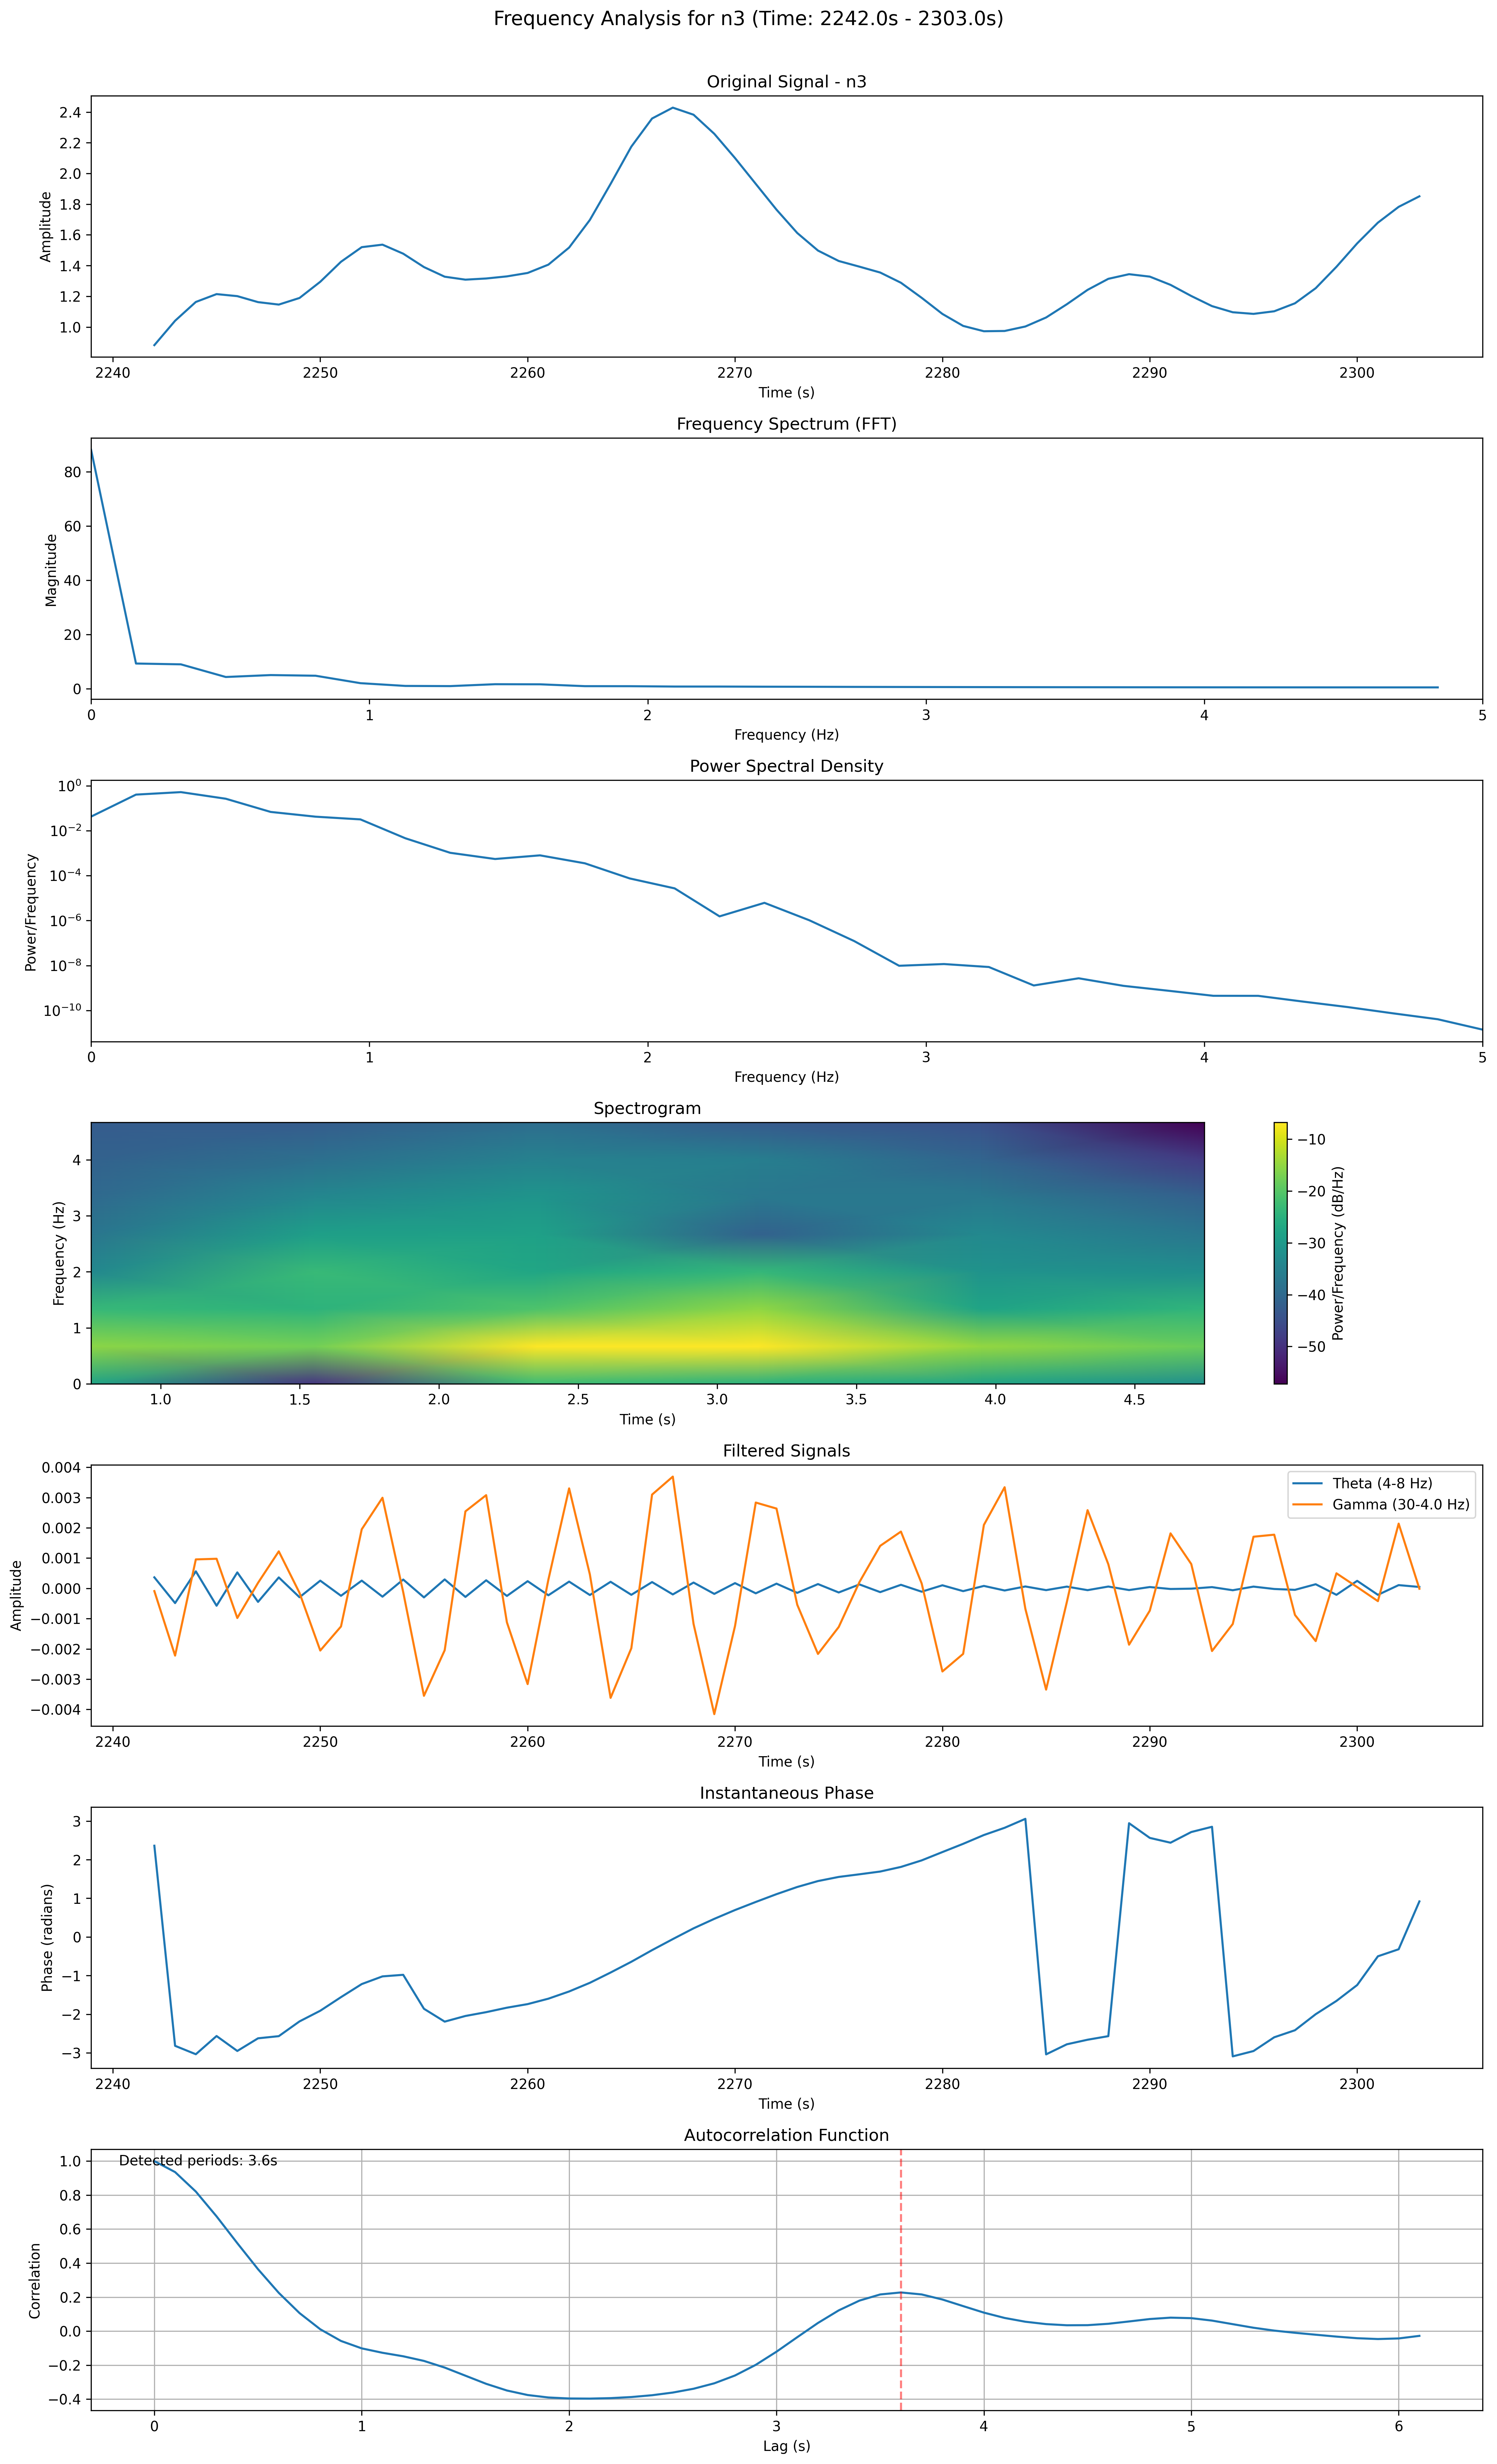 Frequency Analysis for n3 (Time: 2242.0s - 2303.0s)
Original Signal - n3
Amplitude
2.4
2.2
2.0
1.8
1.6
1.4
1.2
1.0
2240 2250 2260 2270 2280 2290 2300
Time (s)
Frequency Spectrum (FFT)
Magnitude
80
60
40
20
0
0 1 2 3 4 5
Frequency (Hz)
Power Spectral Density
Power/Frequency
10⁰
10⁻²
10⁻⁴
10⁻⁶
10⁻⁸
10⁻¹⁰
0 1 2 3 4 5
Frequency (Hz)
Spectrogram
Frequency (Hz)
4
3
2
1
0
1.0 1.5 2.0 2.5 3.0 3.5 4.0 4.5
Time (s)
−10
−20
−30
−40
−50
Power/Frequency (dB/Hz)
Filtered Signals
Amplitude
0.004
0.003
0.002
0.001
0.000
−0.001
−0.002
−0.003
−0.004
Theta (4-8 Hz)
Gamma (30-4.0 Hz)
2240 2250 2260 2270 2280 2290 2300
Time (s)
Instantaneous Phase
Phase (radians)
3
2
1
0
−1
−2
−3
2240 2250 2260 2270 2280 2290 2300
Time (s)
Autocorrelation Function
Detected periods: 3.6s
Correlation
1.0
0.8
0.6
0.4
0.2
0.0
−0.2
−0.4
0 1 2 3 4 5 6
Lag (s)